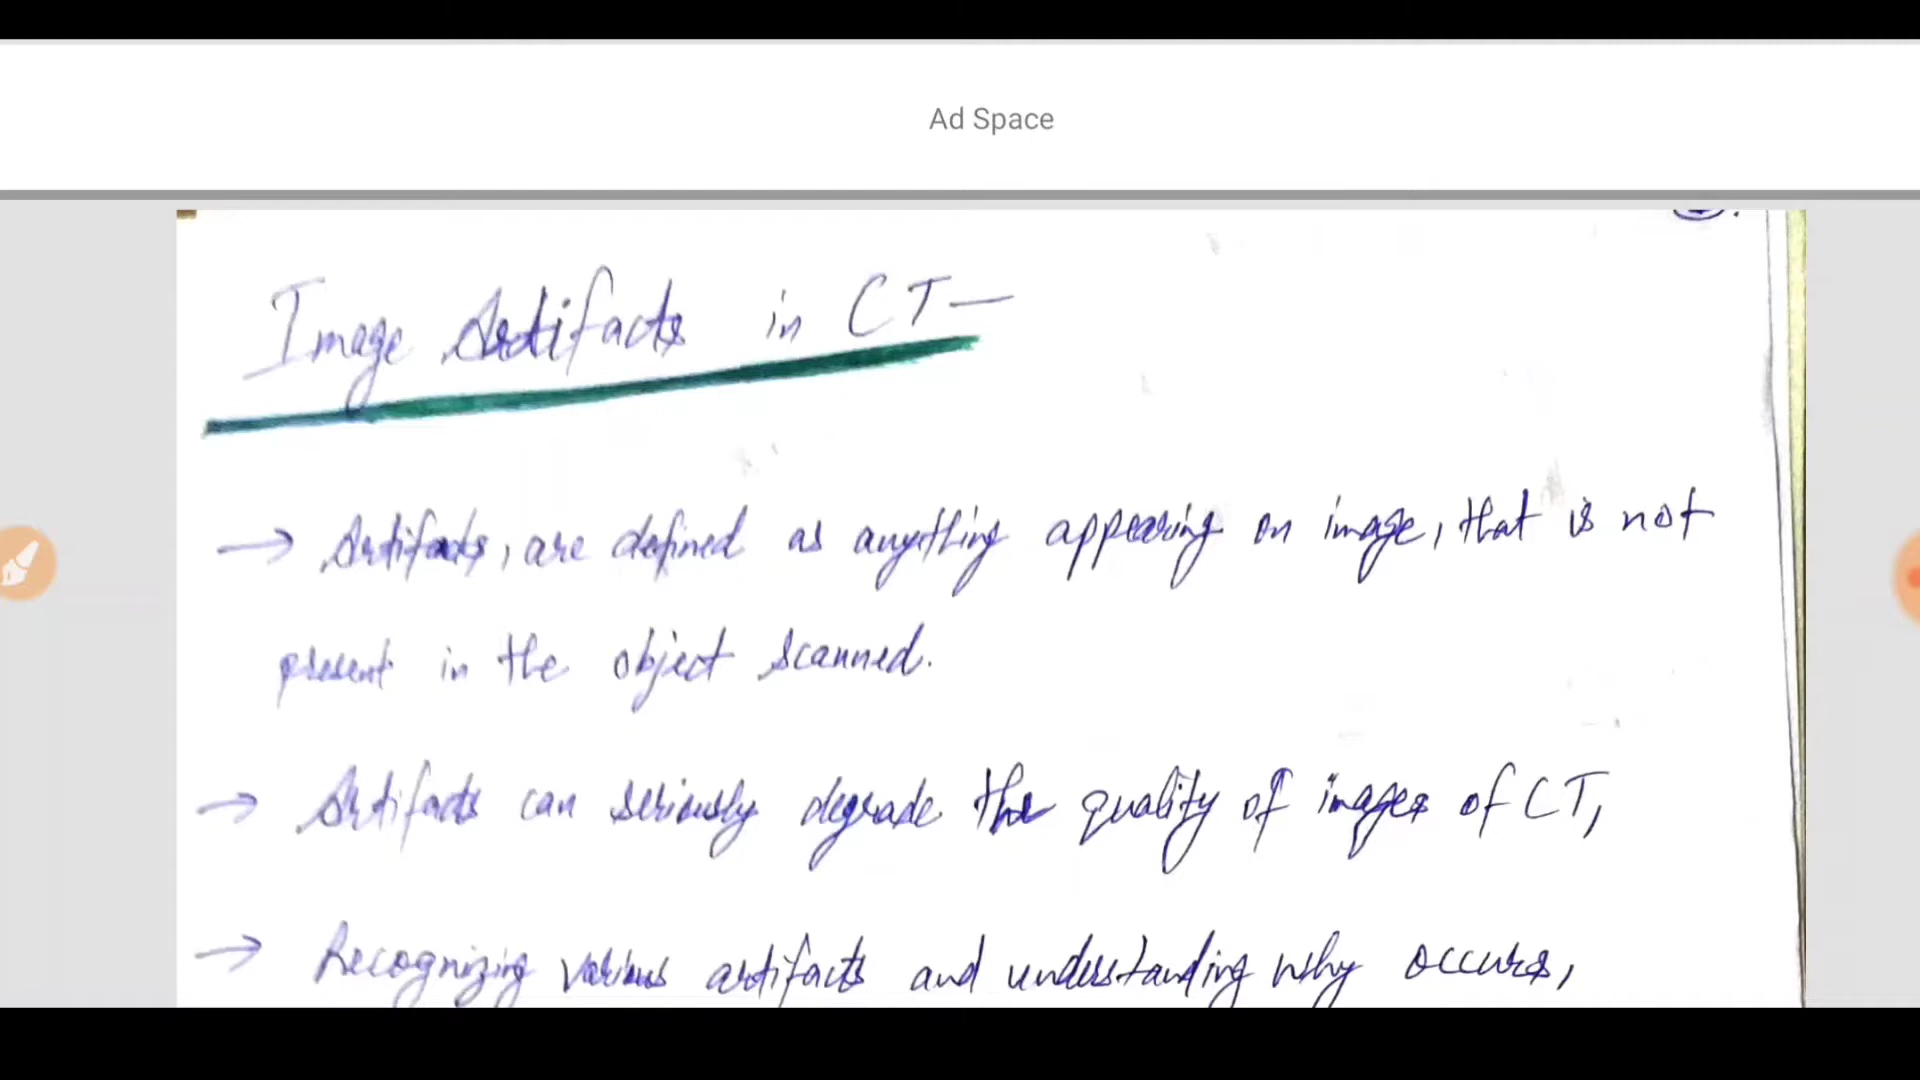 Ad Space
Image Artifacts in CT—
→ Artifacts, are defined as anything appearing on image, that is not
present in the object scanned.
→ Artifacts can seriously degrade the quality of images of CT,
→ Recognizing various artifacts and understanding why occurs,